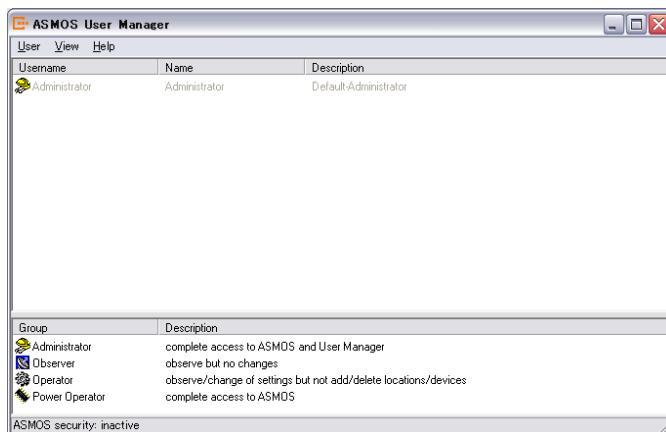 ASMOS User Manager
User View Help
Username Name Description
Administrator Administrator Default-Administrator
Group Description
Administrator complete access to ASMOS and User Manager
Observer observe but no changes
Operator observe/change of settings but not add/delete locations/devices
Power Operator complete access to ASMOS
ASMOS security: inactive